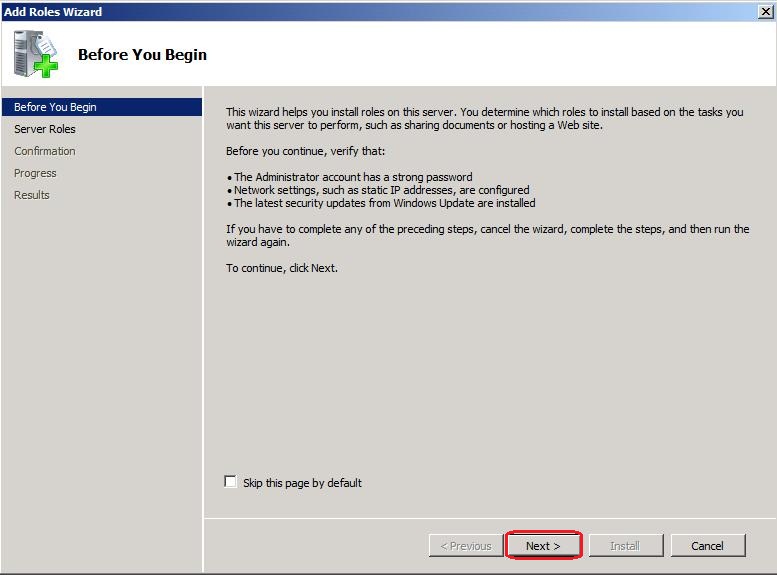 Add Roles Wizard
Before You Begin
Before You Begin
Server Roles
Confirmation
Progress
Results
This wizard helps you install roles on this server. You determine which roles to install based on the tasks you
want this server to perform, such as sharing documents or hosting a Web site.
Before you continue, verify that:
• The Administrator account has a strong password
• Network settings, such as static IP addresses, are configured
• The latest security updates from Windows Update are installed
If you have to complete any of the preceding steps, cancel the wizard, complete the steps, and then run the
wizard again.
To continue, click Next.
Skip this page by default
< Previous
Next >
Install
Cancel